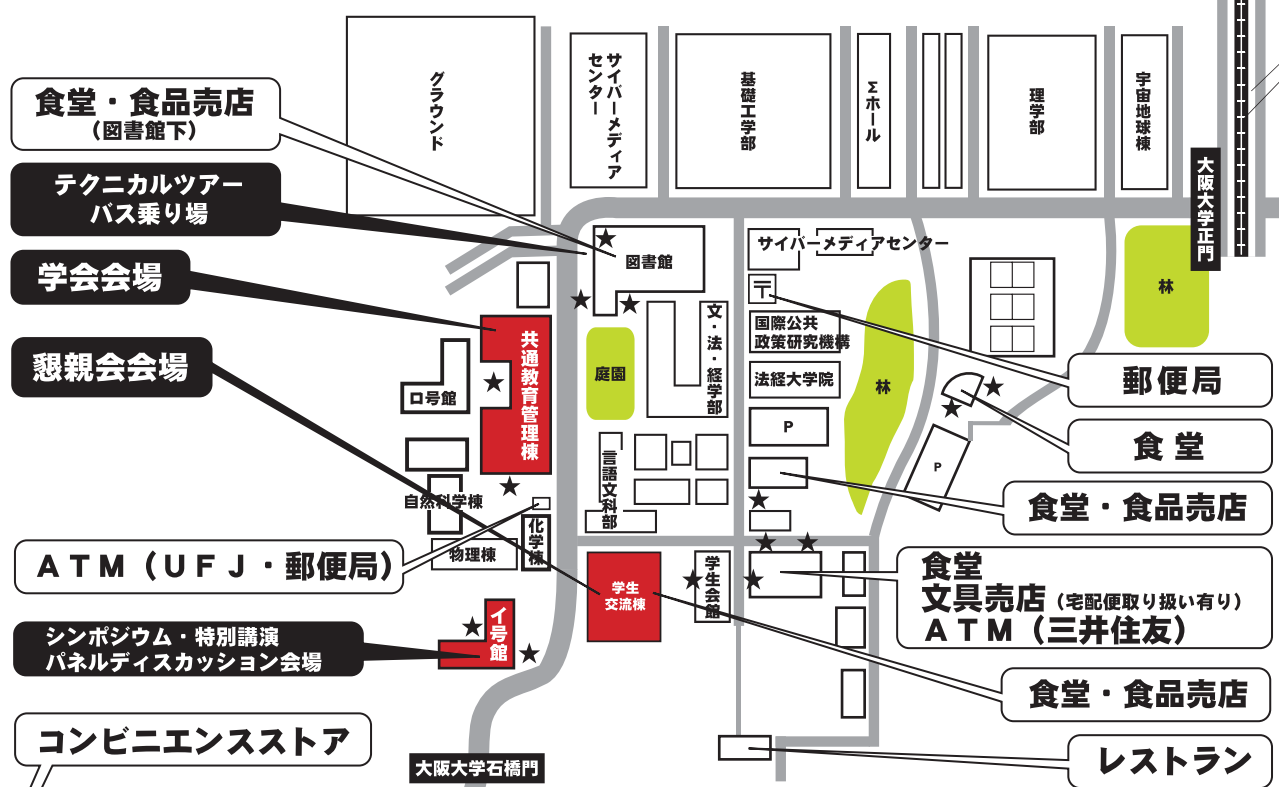 グラウンド
サイバーメディア
センター
基礎工学部
Σホール
理学部
宇宙地球棟
大阪大学正門
食堂・食品売店
（図書館下）
テクニカルツアー
バス乗り場
学会会場
懇親会会場
図書館
サイバーメディアセンター
〒
林
文・法・経学部
国際公共
政策研究機構
法経大学院
林
庭園
共通教育管理棟
ロ号館
P
P
郵便局
食堂
食堂・食品売店
言語文科部
自然科学棟
化学棟
物理棟
ATM（UFJ・郵便局）
学生
交流棟
学生会館
食堂
文具売店（宅配便取り扱い有り）
ATM（三井住友）
イ号館
シンポジウム・特別講演
パネルディスカッション会場
食堂・食品売店
コンビニエンスストア
大阪大学石橋門
レストラン